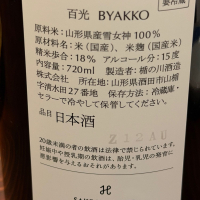 要冷蔵
百光 BYAKKO
原料米：山形県産雪女神 100％
原材料名：米（国産）、米麹（国産米）
精米歩合：18％ アルコール分：15度
内容量：720ml 製造者：楯の川酒造
株式会社 所在地：山形県酒田市山楯
字清水田27番地 保存方法：冷蔵庫・
セラーで冷やして保管してください。
品目 日本酒
20歳未満の者の飲酒は法律で禁じられています。
妊娠中や授乳期の飲酒は、胎児・乳児の発育に
悪影響を与えるおそれがあります。